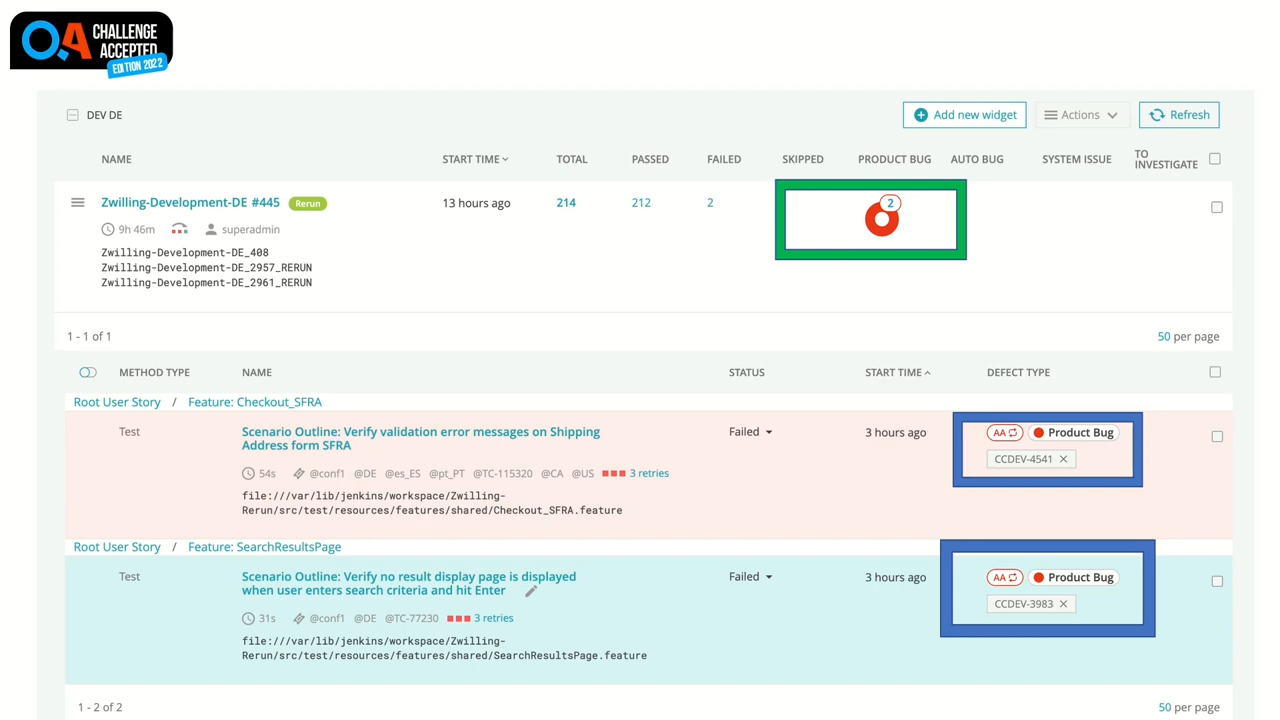 QA CHALLENGE
ACCEPTED
EDITION 2022
DEV DE
Add new widget
Actions
Refresh
NAME START TIME TOTAL PASSED FAILED SKIPPED PRODUCT BUG AUTO BUG SYSTEM ISSUE TO INVESTIGATE
Zwilling-Development-DE #445 Rerun 13 hours ago 214 212 2 2
9h 46m superadmin
Zwilling-Development-DE_408
Zwilling-Development-DE_2957_RERUN
Zwilling-Development-DE_2961_RERUN
1 - 1 of 1 50 per page
METHOD TYPE NAME STATUS START TIME DEFECT TYPE
Root User Story / Feature: Checkout_SFRA
Test Scenario Outline: Verify validation error messages on Shipping Failed 3 hours ago AA Product Bug
Address form SFRA
CCDEV-4541
54s @conf1 @DE @es_ES @pt_PT @TC-115320 @CA @US 3 retries
file:///var/lib/jenkins/workspace/Zwilling-
Rerun/src/test/resources/features/shared/Checkout_SFRA.feature
Root User Story / Feature: SearchResultsPage
Test Scenario Outline: Verify no result display page is displayed Failed 3 hours ago AA Product Bug
when user enters search criteria and hit Enter
CCDEV-3983
31s @conf1 @DE @TC-77230 3 retries
file:///var/lib/jenkins/workspace/Zwilling-
Rerun/src/test/resources/features/shared/SearchResultsPage.feature
1 - 2 of 2 50 per page